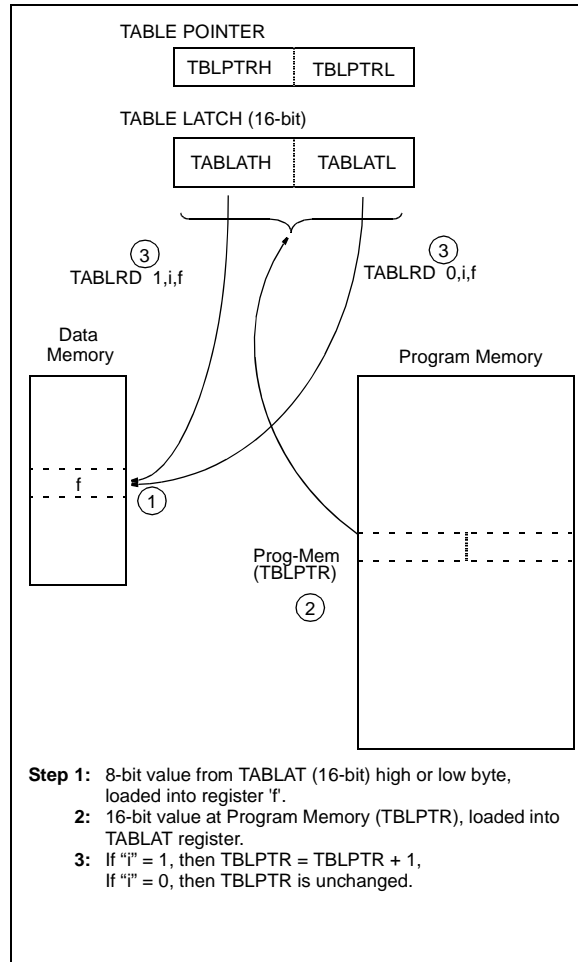 TABLE POINTER
TBLPTRH TBLPTRL
TABLE LATCH (16-bit)
TABLATH TABLATL
3
TABLRD 1,i,f
3
TABLRD 0,i,f
Data
Memory
Program Memory
f
1
Prog-Mem
(TBLPTR)
2
Step 1: 8-bit value from TABLAT (16-bit) high or low byte,
loaded into register 'f'.
2: 16-bit value at Program Memory (TBLPTR), loaded into
TABLAT register.
3: If “i” = 1, then TBLPTR = TBLPTR + 1,
If “i” = 0, then TBLPTR is unchanged.